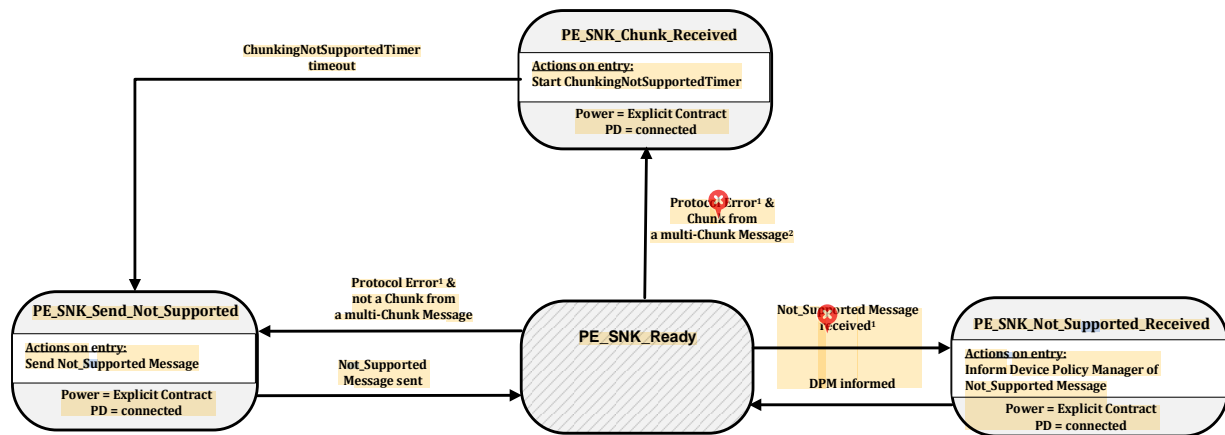 PE_SNK_Chunk_Received
Actions on entry:
Start ChunkingNotSupportedTimer
Power = Explicit Contract
PD = connected
ChunkingNotSupportedTimer
timeout
Protocol Error¹ &
Chunk from
a multi-Chunk Message²
PE_SNK_Send_Not_Supported
Actions on entry:
Send Not_Supported Message
Power = Explicit Contract
PD = connected
Protocol Error¹ &
not a Chunk from
a multi-Chunk Message
Not_Supported
Message sent
PE_SNK_Ready
Not_Supported Message
received¹
DPM informed
PE_SNK_Not_Supported_Received
Actions on entry:
Inform Device Policy Manager of
Not_Supported Message
Power = Explicit Contract
PD = connected